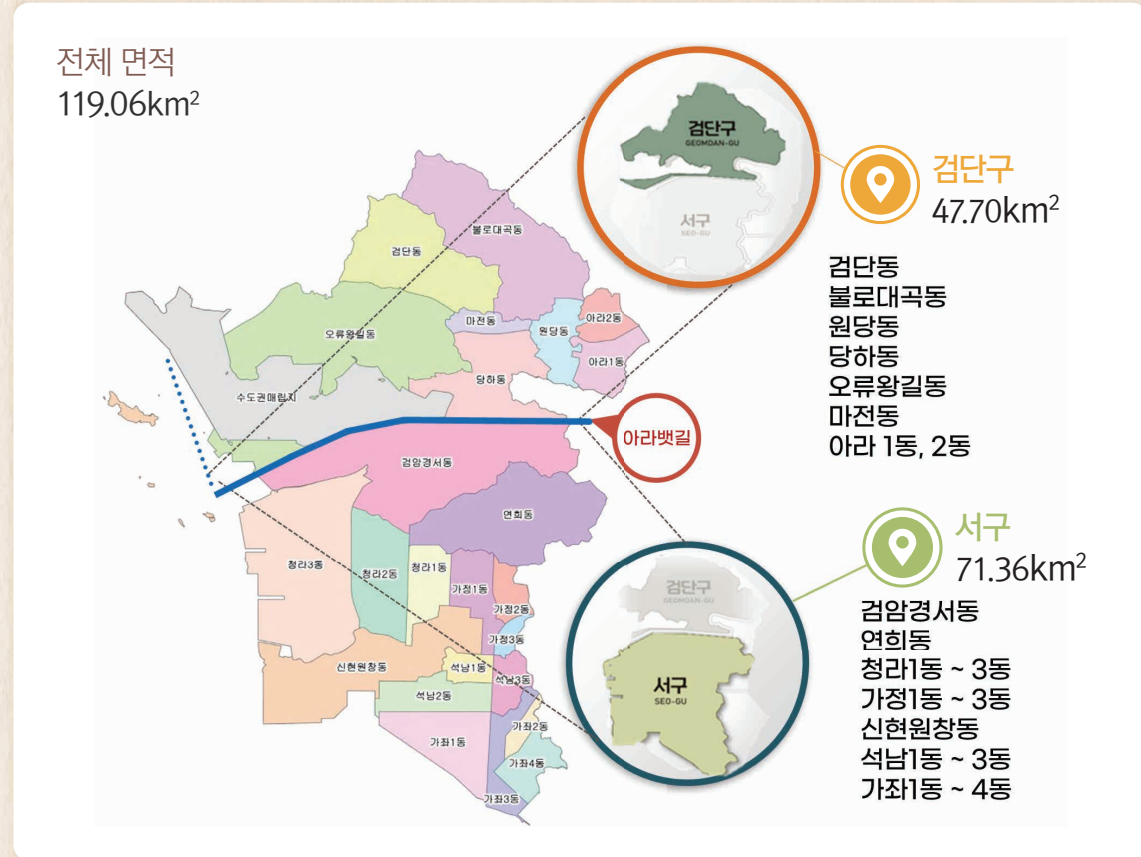 전체 면적
119.06km²
검단구
GEOMDAN-GU
서구
SEO-GU
검단구
47.70km²
검단동
불로대곡동
원당동
당하동
오류왕길동
마전동
아라 1동, 2동
불로대곡동
검단동
마전동
원당동
아라2동
오류왕길동
아라1동
당하동
수도권매립지
아라뱃길
검암경서동
연희동
청라3동
청라2동
청라1동
가정1동
가정2동
가정3동
신현원창동
석남1동
석남3동
석남2동
가좌2동
가좌1동
가좌4동
가좌3동
검단구
GEOMDAN-GU
서구
SEO-GU
서구
71.36km²
검암경서동
연희동
청라1동 ~ 3동
가정1동 ~ 3동
신현원창동
석남1동 ~ 3동
가좌1동 ~ 4동